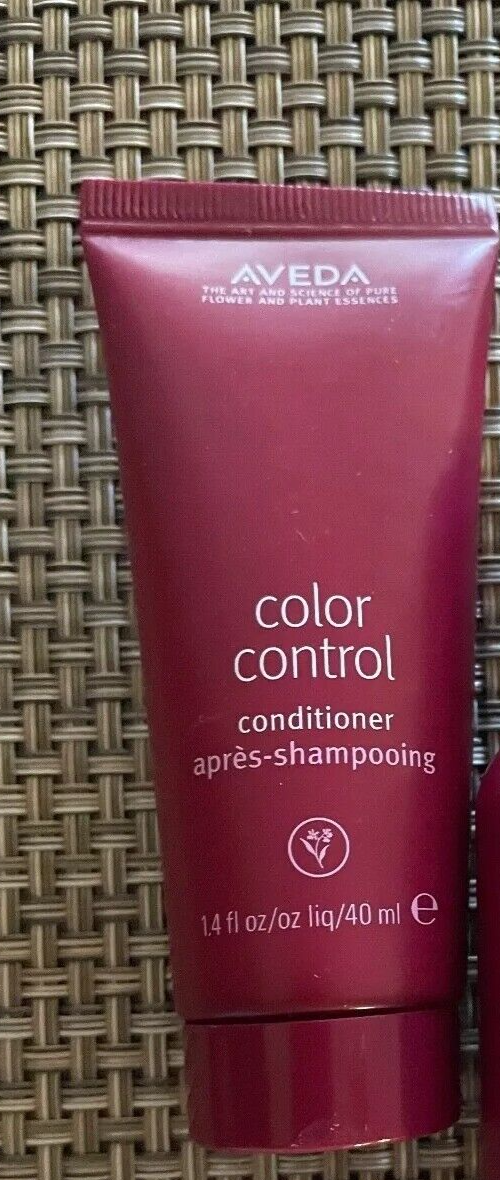 AVEDA
THE ART AND SCIENCE OF PURE
FLOWER AND PLANT ESSENCES
color
control
conditioner
après-shampooing
1.4 fl oz/oz liq/40 ml ℮